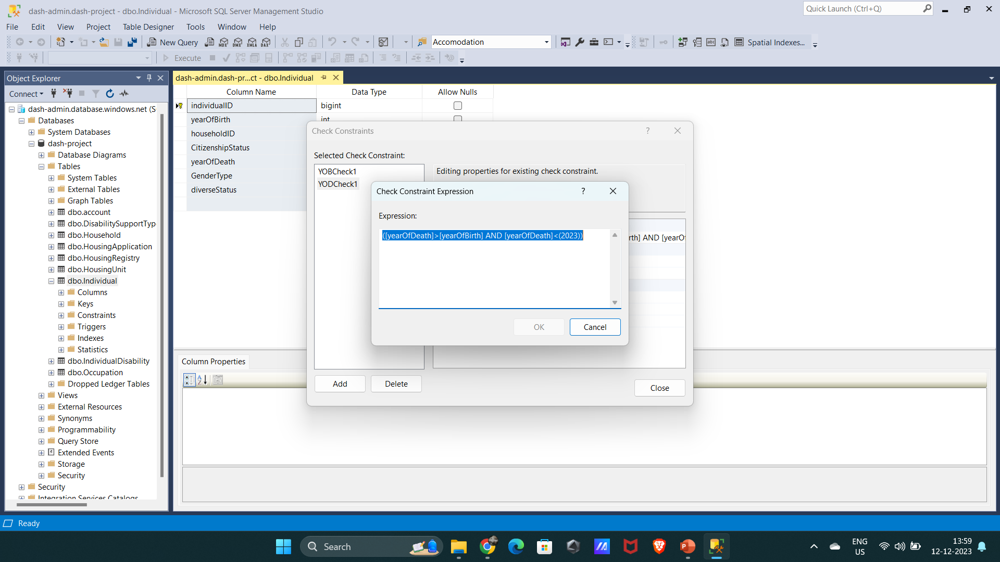 dash-admin.dash-project - dbo.Individual - Microsoft SQL Server Management Studio
Quick Launch (Ctrl+Q)
File Edit View Project Table Designer Tools Window Help
New Query MDX DMX XMLA DAX Accomodation Spatial Indexes...
Execute
Object Explorer
Connect
dash-admin.database.windows.net (S
Databases
System Databases
dash-project
Database Diagrams
Tables
System Tables
External Tables
Graph Tables
dbo.account
dbo.DisabilitySupportTyp
dbo.Household
dbo.HousingApplication
dbo.HousingRegistry
dbo.HousingUnit
dbo.Individual
Columns
Keys
Constraints
Triggers
Indexes
Statistics
dbo.IndividualDisability
dbo.Occupation
Dropped Ledger Tables
Views
External Resources
Synonyms
Programmability
Query Store
Extended Events
Storage
Security
Security
Integration Services Catalogs
dash-admin.dash-pr...ct - dbo.Individual
Column Name Data Type Allow Nulls
individualID bigint
yearOfBirth int
householdID
CitizenshipStatus
yearOfDeath
GenderType
diverseStatus
Check Constraints ?
Selected Check Constraint:
YOBCheck1
YODCheck1
Editing properties for existing check constraint.
rth] AND [yearO
Check Constraint Expression ?
Expression:
([yearOfDeath]>[yearOfBirth] AND [yearOfDeath]<(2023))
OK Cancel
Add Delete
Close
Column Properties
Ready
Search
ENG
US
13:59
12-12-2023